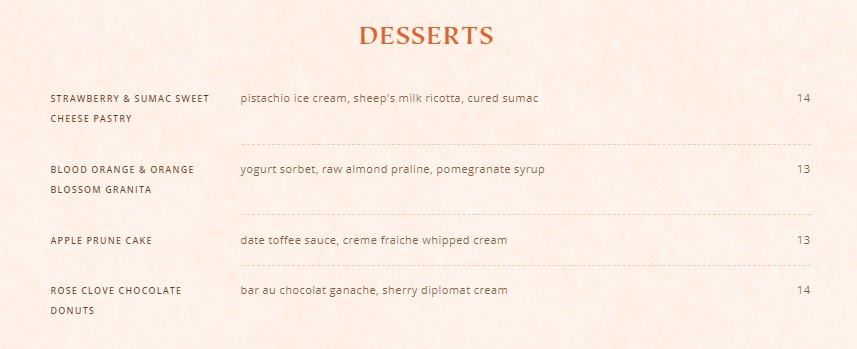 DESSERTS
STRAWBERRY & SUMAC SWEET pistachio ice cream, sheep's milk ricotta, cured sumac 14
CHEESE PASTRY
BLOOD ORANGE & ORANGE yogurt sorbet, raw almond praline, pomegranate syrup 13
BLOSSOM GRANITA
APPLE PRUNE CAKE date toffee sauce, creme fraiche whipped cream 13
ROSE CLOVE CHOCOLATE bar au chocolat ganache, sherry diplomat cream 14
DONUTS